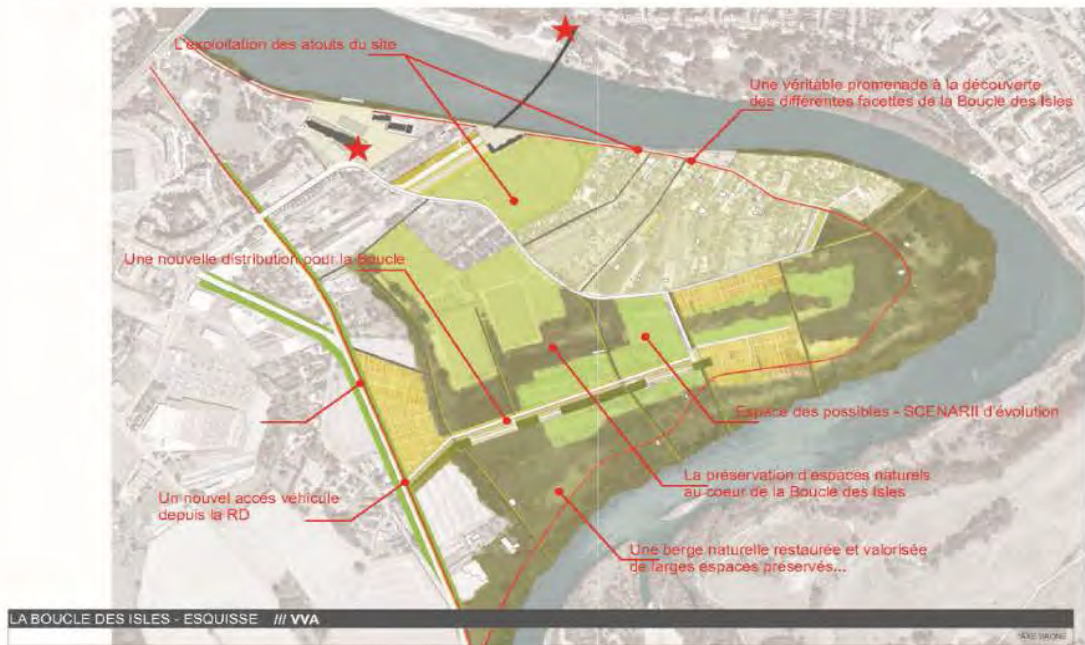 L'exploitation des atouts du site
Une véritable promenade à la découverte
des différentes facettes de la Boucle des Isles
Une nouvelle distribution pour la Boucle
Espace des possibles - SCENARII d'évolution
La préservation d'espaces naturels
au coeur de la Boucle des Isles
Un nouvel accès véhicule
depuis la RD
Une berge naturelle restaurée et valorisée
de larges espaces préservés...
LA BOUCLE DES ISLES - ESQUISSE /// VVA